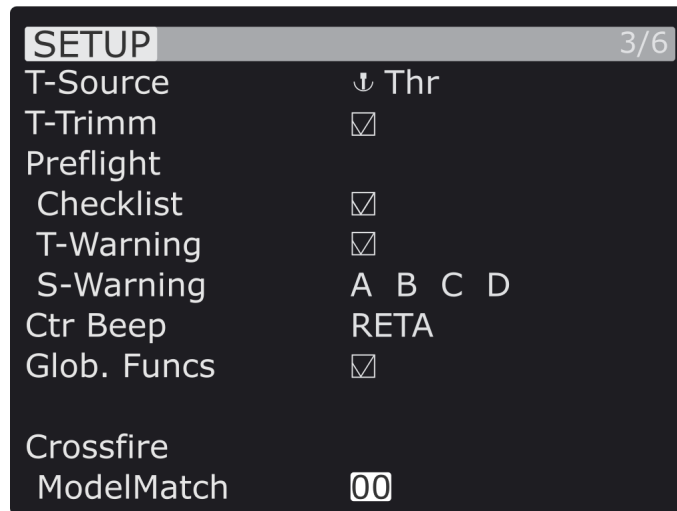 SETUP 3/6
T-Source Thr
T-Trimm ☑
Preflight
Checklist ☑
T-Warning ☑
S-Warning A B C D
Ctr Beep RETA
Glob. Funcs ☑
Crossfire
ModelMatch 00